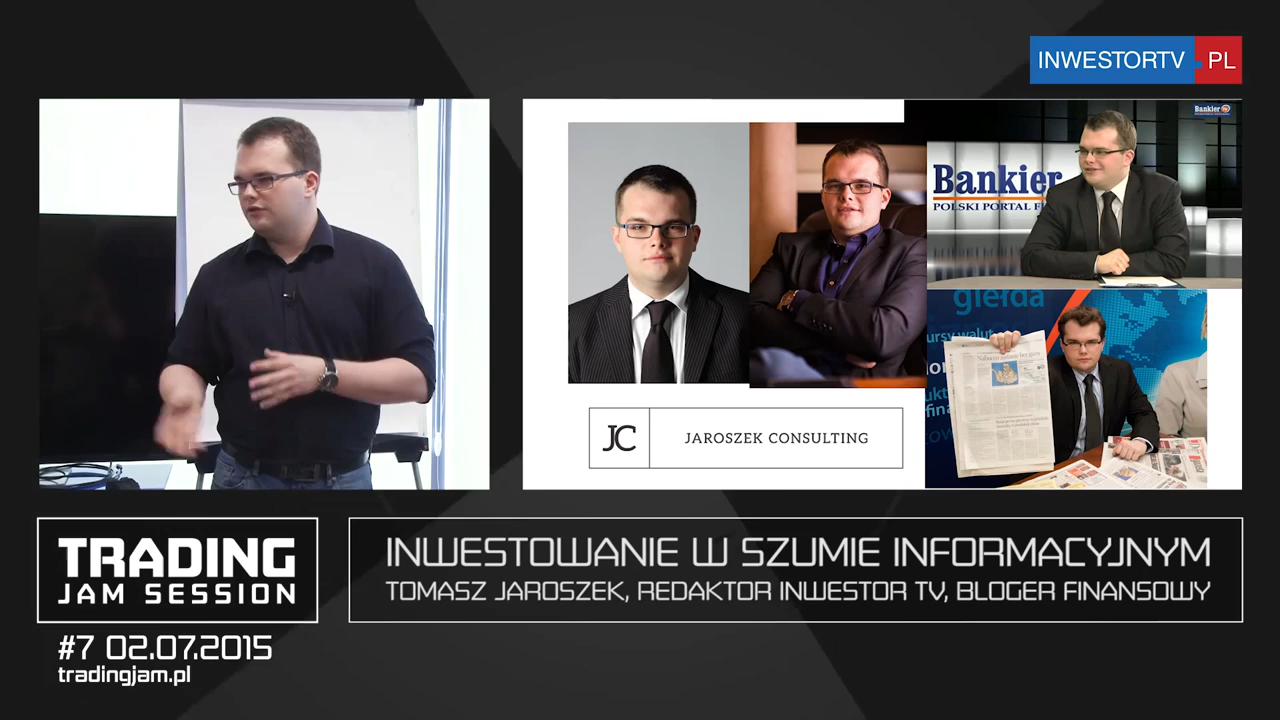 INWESTORTV.PL
Bankier
Bankier
POLSKI PORTAL F
giełda
JC
JAROSZEK CONSULTING
TRADING
JAM SESSION
#7 02.07.2015
tradingjam.pl
INWESTOWANIE W SZUMIE INFORMACYJNYM
TOMASZ JAROSZEK, REDAKTOR INWESTOR TV, BLOGER FINANSOWY